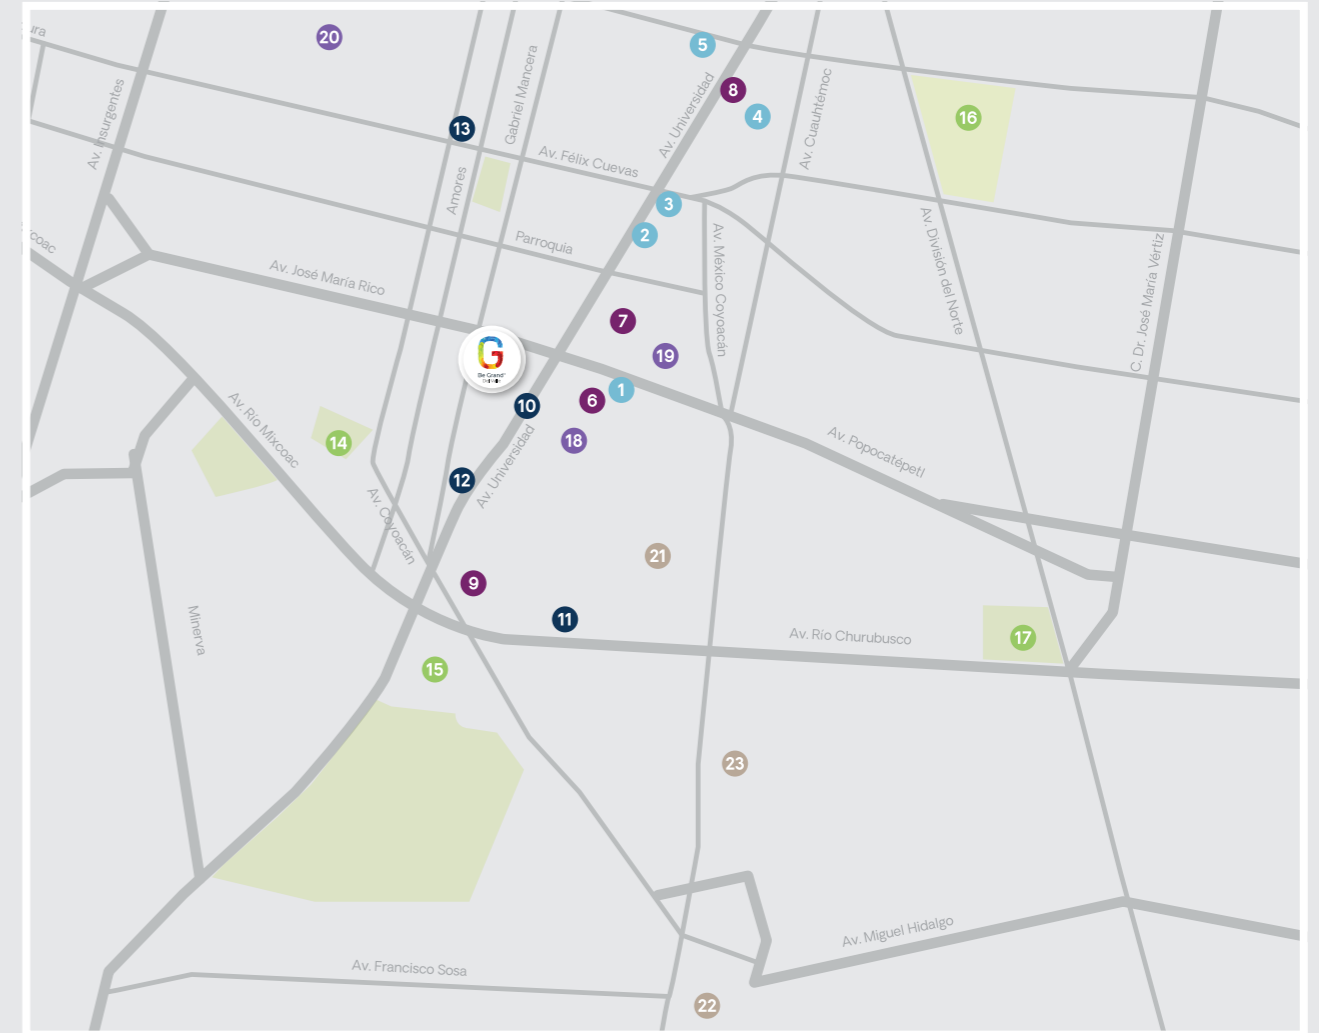 20
5
8
4
16
13
Av. Insurgentes
Gabriel Mancera
Av. Universidad
Av. Cuauhtémoc
Av. Félix Cuevas
Amores
3
2
Parroquia
Av. México Coyoacán
Av. División del Norte
C. Dr. José María Vértiz
Av. José María Rico
7
19
G
Be Grand
1
6
10
18
14
Av. Río Mixcoac
Av. Universidad
Av. Popocatépetl
12
Av. Coyoacán
21
9
11
Minerva
Av. Río Churubusco
17
15
23
Av. Miguel Hidalgo
Av. Francisco Sosa
22